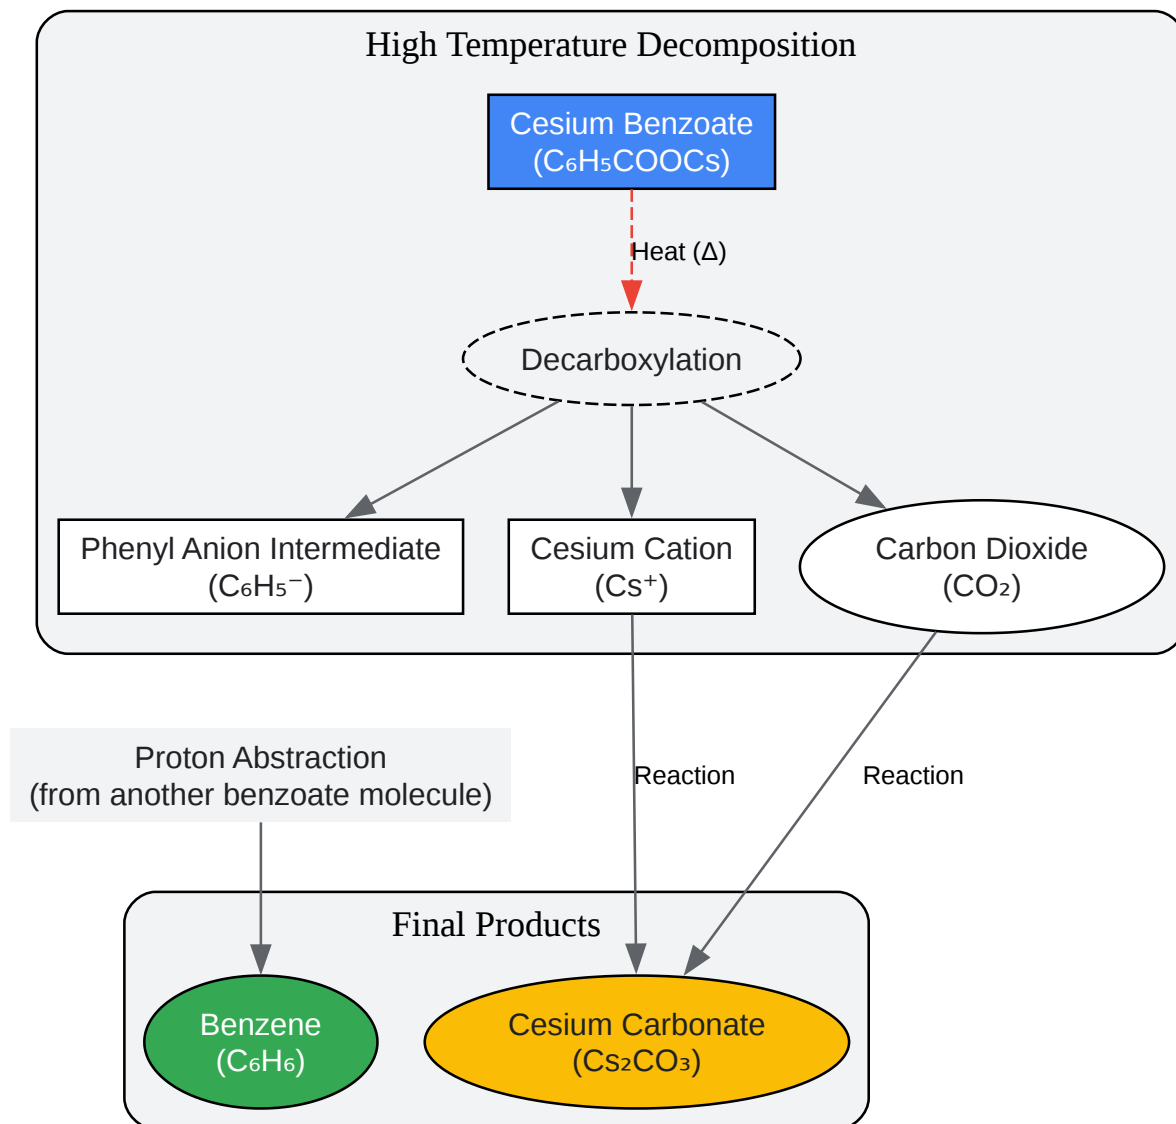 High Temperature Decomposition
Cesium Benzoate
(C₆H₅COOCs)
Heat (Δ)
Decarboxylation
Phenyl Anion Intermediate
(C₆H₅⁻)
Cesium Cation
(Cs⁺)
Carbon Dioxide
(CO₂)
Proton Abstraction
(from another benzoate molecule)
Reaction
Reaction
Final Products
Benzene
(C₆H₆)
Cesium Carbonate
(Cs₂CO₃)